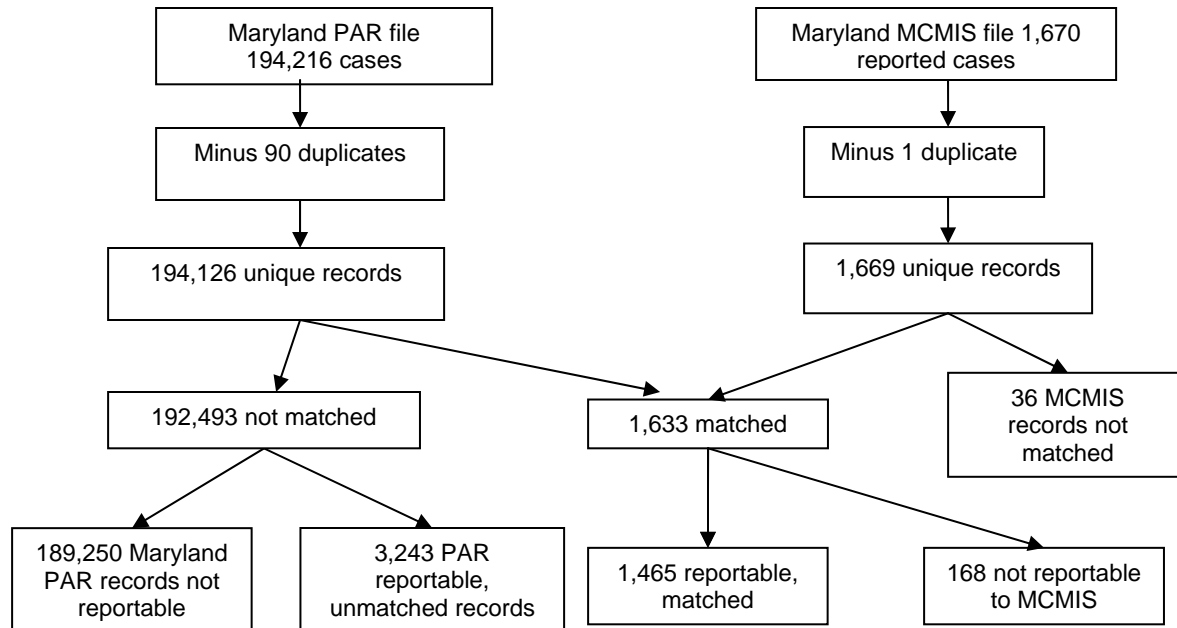 Maryland PAR file
194,216 cases
Maryland MCMIS file 1,670
reported cases
Minus 90 duplicates
Minus 1 duplicate
194,126 unique records
1,669 unique records
192,493 not matched
1,633 matched
36 MCMIS
records not
matched
189,250 Maryland
PAR records not
reportable
3,243 PAR
reportable,
unmatched records
1,465 reportable,
matched
168 not reportable
to MCMIS